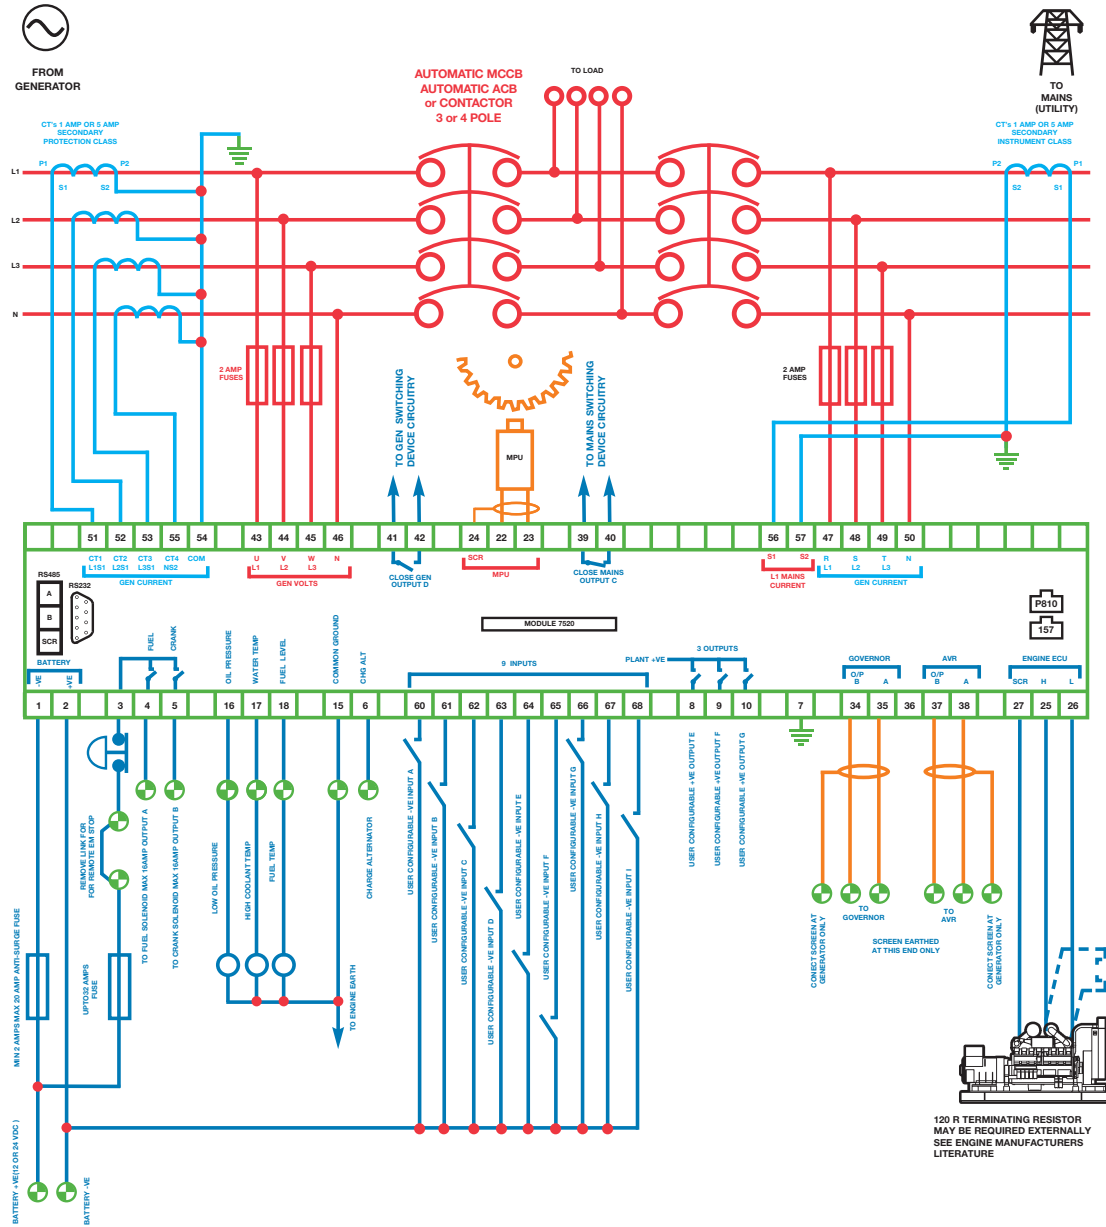 FROM
GENERATOR
TO
MAINS
(UTILITY)
AUTOMATIC MCCB
AUTOMATIC ACB
or CONTACTOR
3 or 4 POLE
TO LOAD
CT's 1 AMP OR 5 AMP
SECONDARY
PROTECTION CLASS
CT's 1 AMP OR 5 AMP
SECONDARY
INSTRUMENT CLASS
P1 P2
S1 S2
P2 P1
S2 S1
L1
L2
L3
N
2 AMP
FUSES
2 AMP
FUSES
TO GEN SWITCHING
DEVICE CIRCUITRY
MPU
TO MAINS SWITCHING
DEVICE CIRCUITRY
51 52 53 55 54 43 44 45 46 41 42 24 22 23 39 40 56 57 47 48 49 50
CT1 CT2 CT3 CT4 COM
L1S1 L2S1 L3S1 NS2
GEN CURRENT
U V W N
L1 L2 L3
GEN VOLTS
CLOSE GEN
OUTPUT D
SCR
MPU
CLOSE MAINS
OUTPUT C
S1 S2
L1 MAINS
CURRENT
R S T N
L1 L2 L3
GEN CURRENT
RS485
A
B
SCR
RS232
MODULE 7520
P810
157
BATTERY
-VE
+VE
FUEL
CRANK
OIL PRESSURE
WATER TEMP
FUEL LEVEL
COMMON GROUND
CHG ALT
9 INPUTS
PLANT +VE
3 OUTPUTS
GOVERNOR
O/P
B A
AVR
O/P
B A
ENGINE ECU
SCR H L
1 2 3 4 5 16 17 18 15 6 60 61 62 63 64 65 66 67 68 8 9 10 7 34 35 36 37 38 27 25 26
MIN 2 AMPS MAX 20 AMP ANTI-SURGE FUSE
REMOVE LINK FOR
FOR REMOTE EM STOP
UPTO32 AMPS
FUSE
TO FUEL SOLENOID MAX 16AMP OUTPUT A
TO CRANK SOLENOID MAX 16AMP OUTPUT B
LOW OIL PRESSURE
HIGH COOLANT TEMP
FUEL TEMP
TO ENGINE EARTH
CHARGE ALTERNATOR
USER CONFIGURABLE -VE INPUT A
USER CONFIGURABLE -VE INPUT B
USER CONFIGURABLE -VE INPUT C
USER CONFIGURABLE -VE INPUT D
USER CONFIGURABLE -VE INPUT E
USER CONFIGURABLE -VE INPUT F
USER CONFIGURABLE -VE INPUT G
USER CONFIGURABLE -VE INPUT H
USER CONFIGURABLE -VE INPUT I
USER CONFIGURABLE +VE OUTPUT E
USER CONFIGURABLE +VE OUTPUT F
USER CONFIGURABLE +VE OUTPUT G
CONECT SCREEN AT
GENERATOR ONLY
TO
GOVERNOR
SCREEN EARTHED
AT THIS END ONLY
TO
AVR
CONECT SCREEN AT
GENERATOR ONLY
120 R TERMINATING RESISTOR
MAY BE REQUIRED EXTERNALLY
SEE ENGINE MANUFACTURERS
LITERATURE
BATTERY +VE(12 OR 24 VDC )
BATTERY -VE